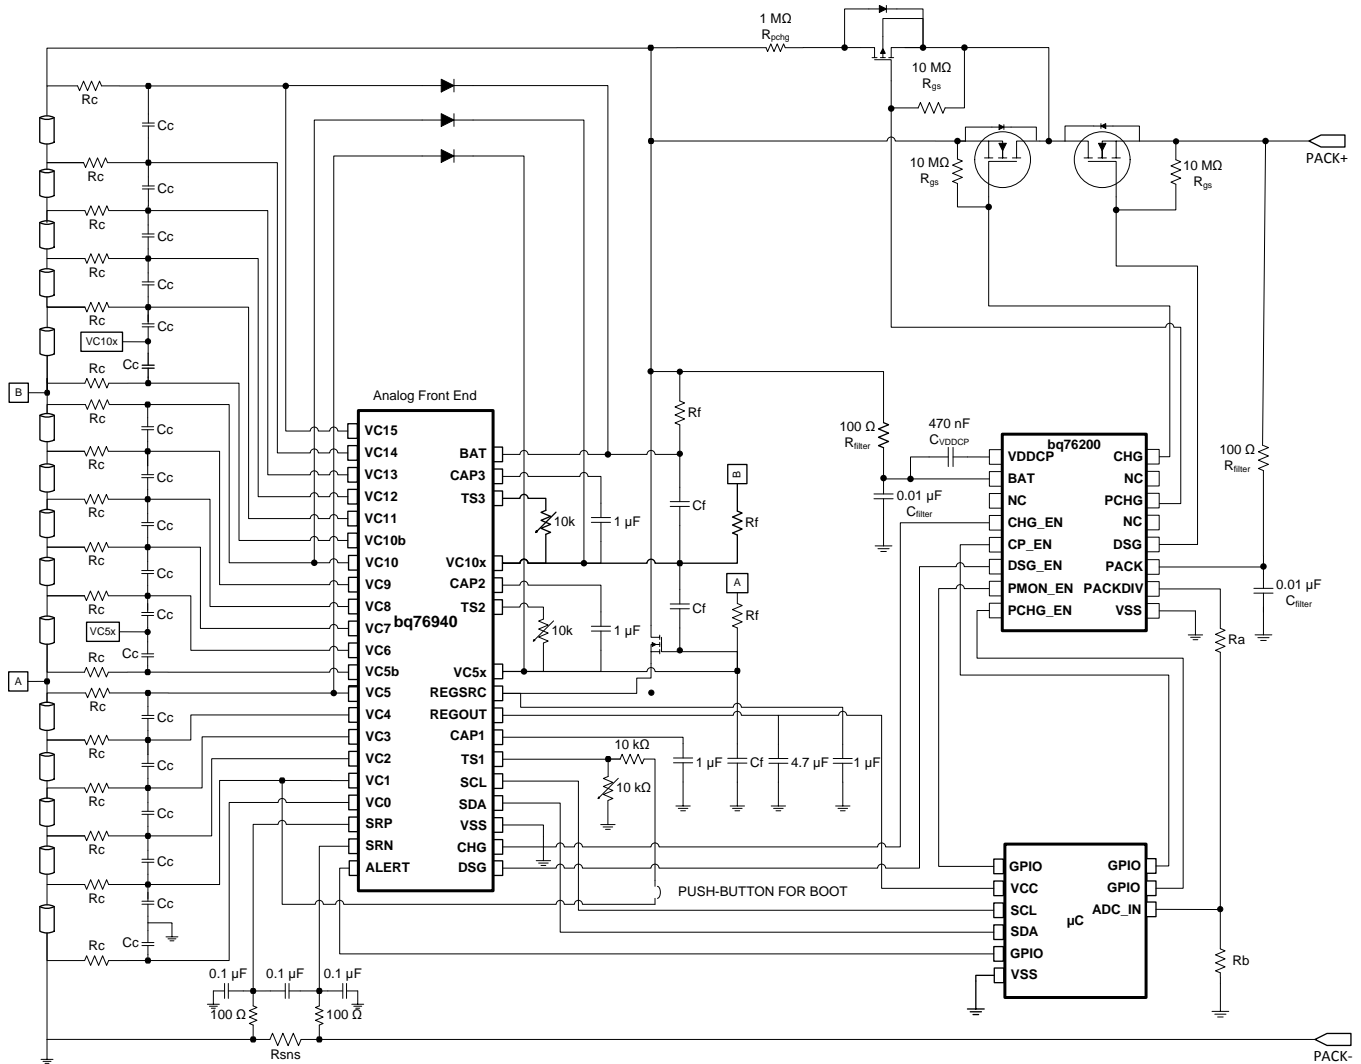 1 MΩ
Rpchg
10 MΩ
Rgs
10 MΩ
Rgs
10 MΩ
Rgs
PACK+
Rc
Cc
Rc
Cc
Rc
Cc
Rc
Cc
Rc
Cc
VC10x
Cc
Rc
B
Rc
Cc
Rc
Cc
Rc
Cc
Rc
Cc
Rc
Cc
VC5x
Cc
Rc
A
Rc
Cc
Rc
Cc
Rc
Cc
Rc
Cc
Rc
Cc
Cc
Rc
Analog Front End
bq76940
VC15
VC14
VC13
VC12
VC11
VC10b
VC10
VC9
VC8
VC7
VC6
VC5b
VC5
VC4
VC3
VC2
VC1
VC0
SRP
SRN
ALERT
BAT
CAP3
TS3
VC10x
CAP2
TS2
VC5x
REGSRC
REGOUT
CAP1
TS1
SCL
SDA
VSS
CHG
DSG
10k
1 µF
Rf
Cf
B
Rf
10k
1 µF
Cf
A
Rf
10 kΩ
10 kΩ
1 µF
Cf
4.7 µF
1 µF
PUSH-BUTTON FOR BOOT
100 Ω
Rfilter
470 nF
CVDDCP
0.01 µF
Cfilter
bq76200
VDDCP
BAT
NC
CHG_EN
CP_EN
DSG_EN
PMON_EN
PCHG_EN
CHG
NC
PCHG
NC
DSG
PACK
PACKDIV
VSS
100 Ω
Rfilter
0.01 µF
Cfilter
Ra
µC
GPIO
VCC
SCL
SDA
GPIO
VSS
GPIO
GPIO
ADC_IN
Rb
0.1 µF
0.1 µF
0.1 µF
100 Ω
100 Ω
Rsns
PACK-